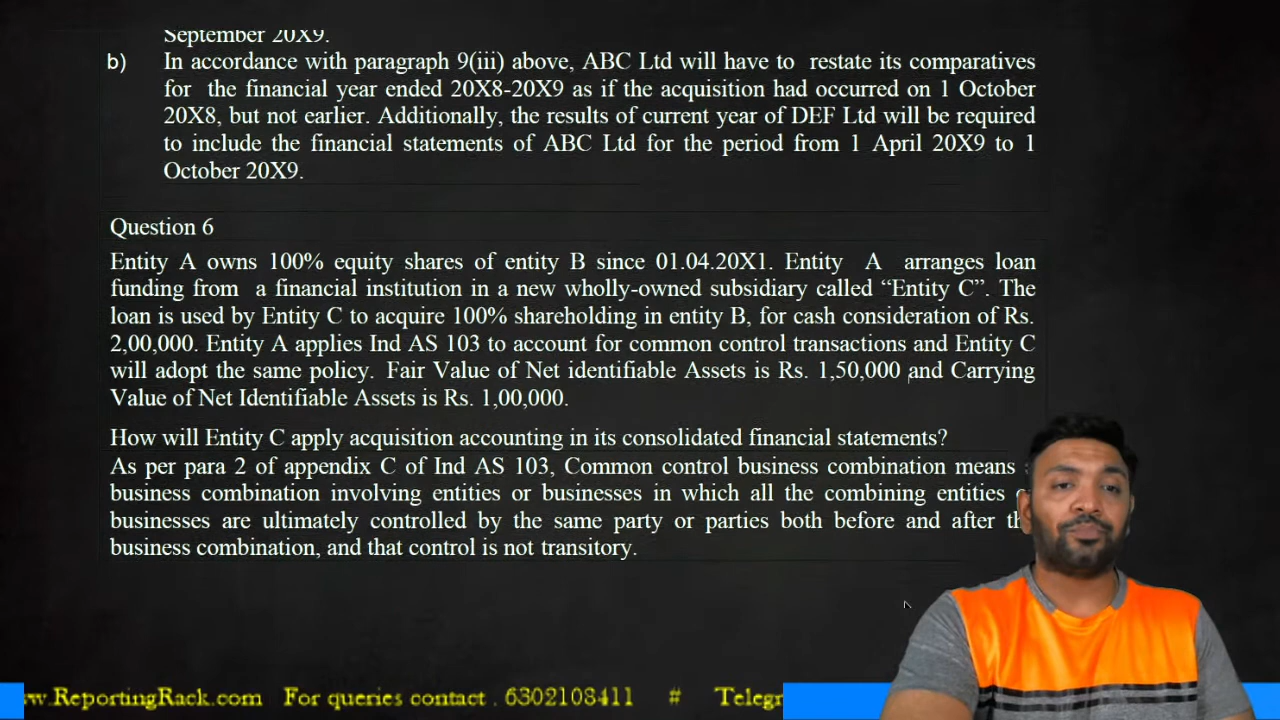 September 20X9.
b) In accordance with paragraph 9(iii) above, ABC Ltd will have to restate its comparatives
for the financial year ended 20X8-20X9 as if the acquisition had occurred on 1 October
20X8, but not earlier. Additionally, the results of current year of DEF Ltd will be required
to include the financial statements of ABC Ltd for the period from 1 April 20X9 to 1
October 20X9.
Question 6
Entity A owns 100% equity shares of entity B since 01.04.20X1. Entity A arranges loan
funding from a financial institution in a new wholly-owned subsidiary called “Entity C”. The
loan is used by Entity C to acquire 100% shareholding in entity B, for cash consideration of Rs.
2,00,000. Entity A applies Ind AS 103 to account for common control transactions and Entity C
will adopt the same policy. Fair Value of Net identifiable Assets is Rs. 1,50,000 and Carrying
Value of Net Identifiable Assets is Rs. 1,00,000.
How will Entity C apply acquisition accounting in its consolidated financial statements?
As per para 2 of appendix C of Ind AS 103, Common control business combination means
business combination involving entities or businesses in which all the combining entities
businesses are ultimately controlled by the same party or parties both before and after
business combination, and that control is not transitory.
w.ReportingRack.com For queries contact . 6302108411 # Telegr